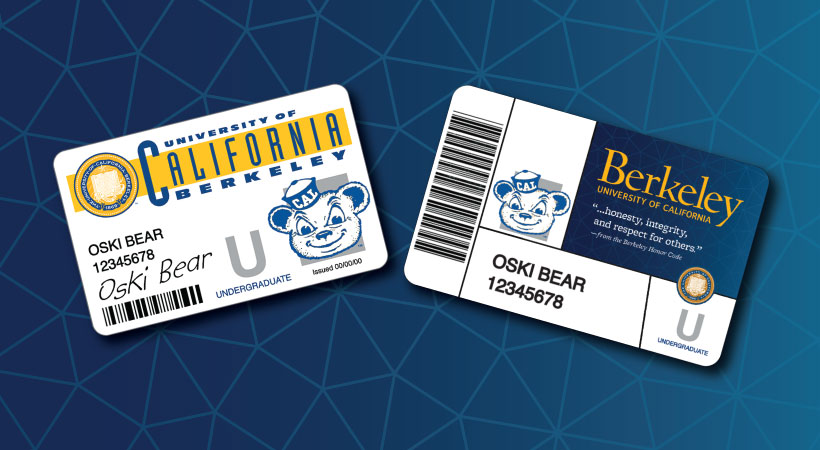 UNIVERSITY OF
CALIFORNIA
BERKELEY
CAL
OSKI BEAR
12345678
Oski Bear
U
UNDERGRADUATE
Issued 00/00/00
CAL
Berkeley
UNIVERSITY OF CALIFORNIA
“...honesty, integrity,
and respect for others.”
—from the Berkeley Honor Code
OSKI BEAR
12345678
U
UNDERGRADUATE